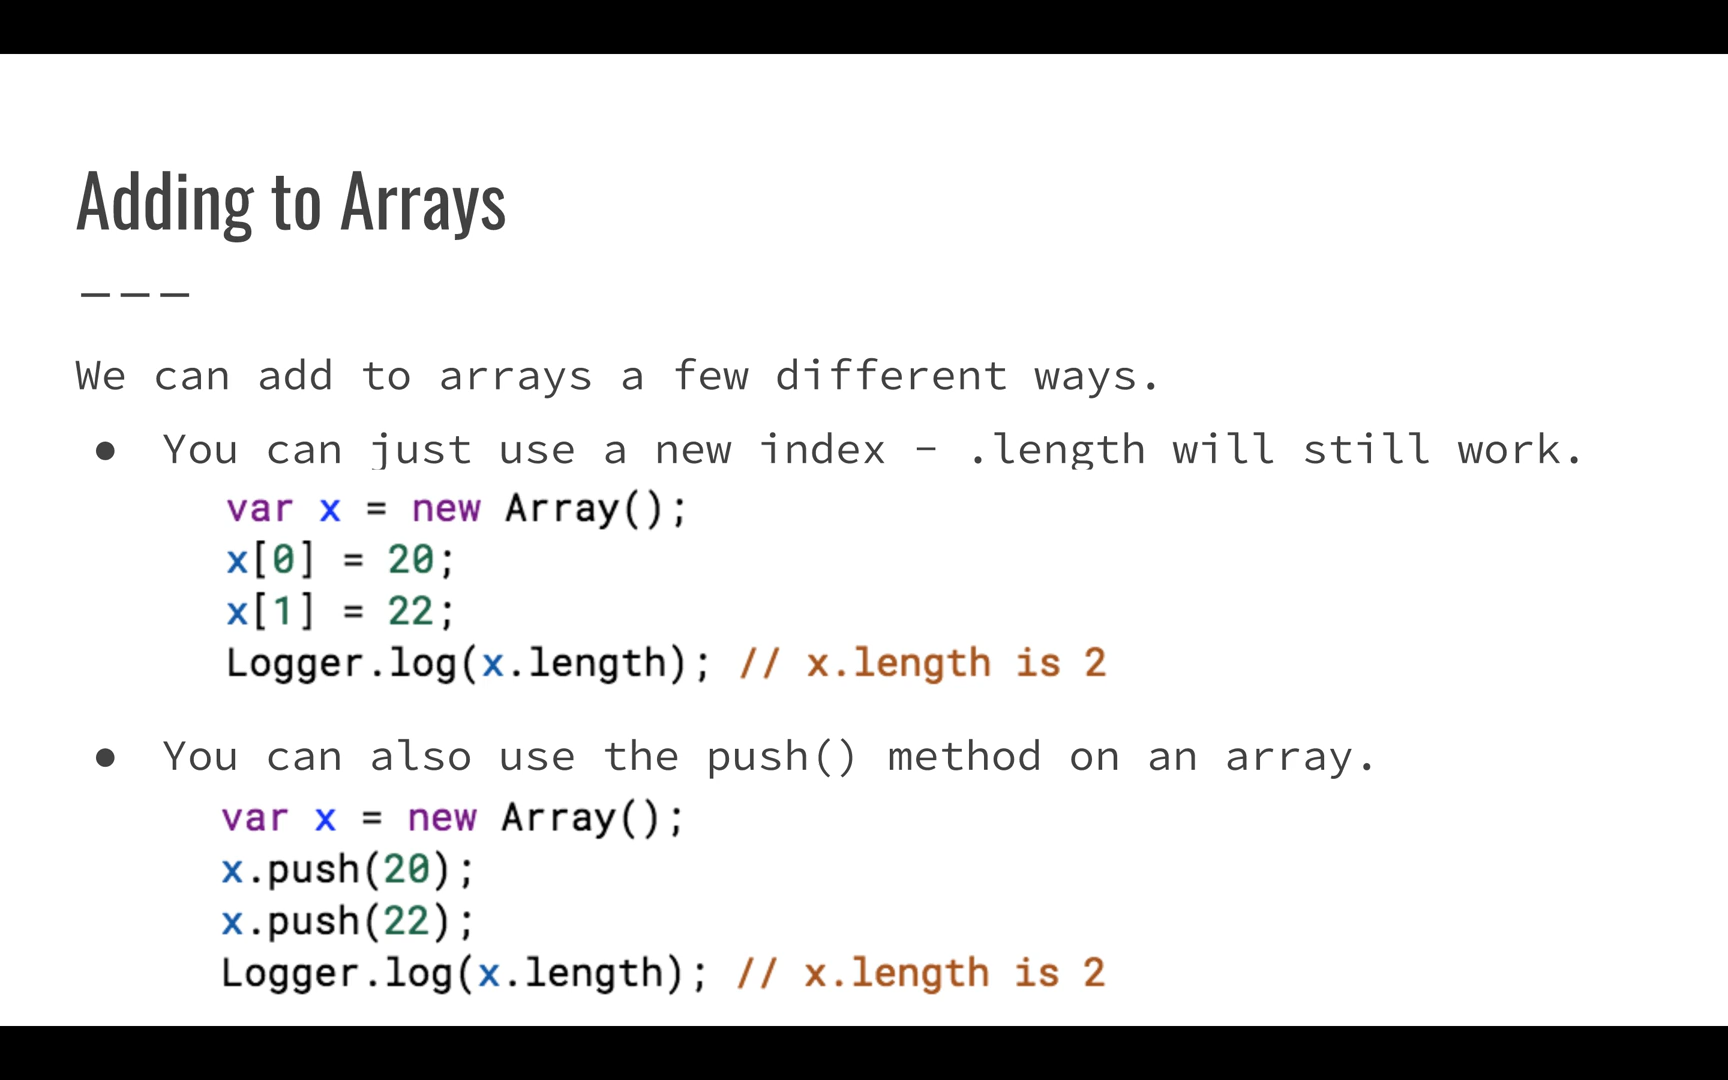 Adding to Arrays
———
We can add to arrays a few different ways.
● You can just use a new index - .length will still work.
var x = new Array();
x[0] = 20;
x[1] = 22;
Logger.log(x.length); // x.length is 2
● You can also use the push() method on an array.
var x = new Array();
x.push(20);
x.push(22);
Logger.log(x.length); // x.length is 2